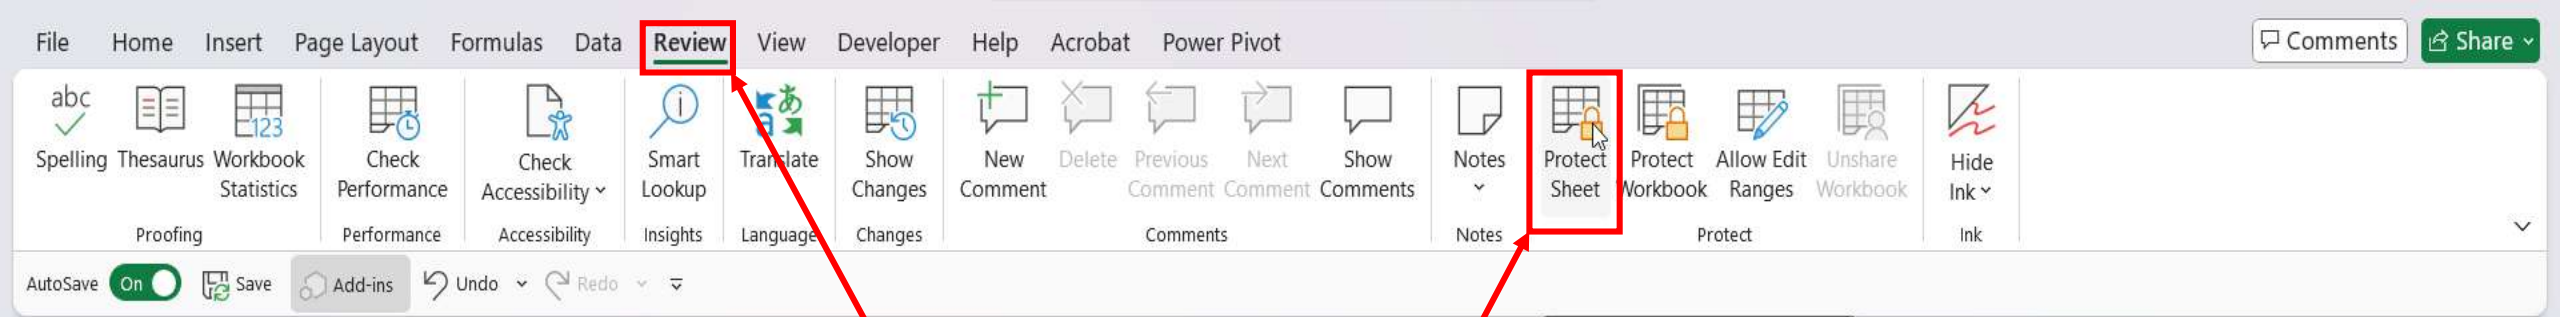 File Home Insert Page Layout Formulas Data Review View Developer Help Acrobat Power Pivot Comments Share
abc
123
あ
a
Spelling Thesaurus Workbook Check Check Smart Translate Show New Delete Previous Next Show Notes Protect Protect Allow Edit Unshare Hide
Statistics Performance Accessibility Lookup Changes Comment Comment Comment Comments Sheet Workbook Ranges Workbook Ink
Proofing Performance Accessibility Insights Language Changes Comments Notes Protect Ink
AutoSave On Save Add-ins Undo Redo